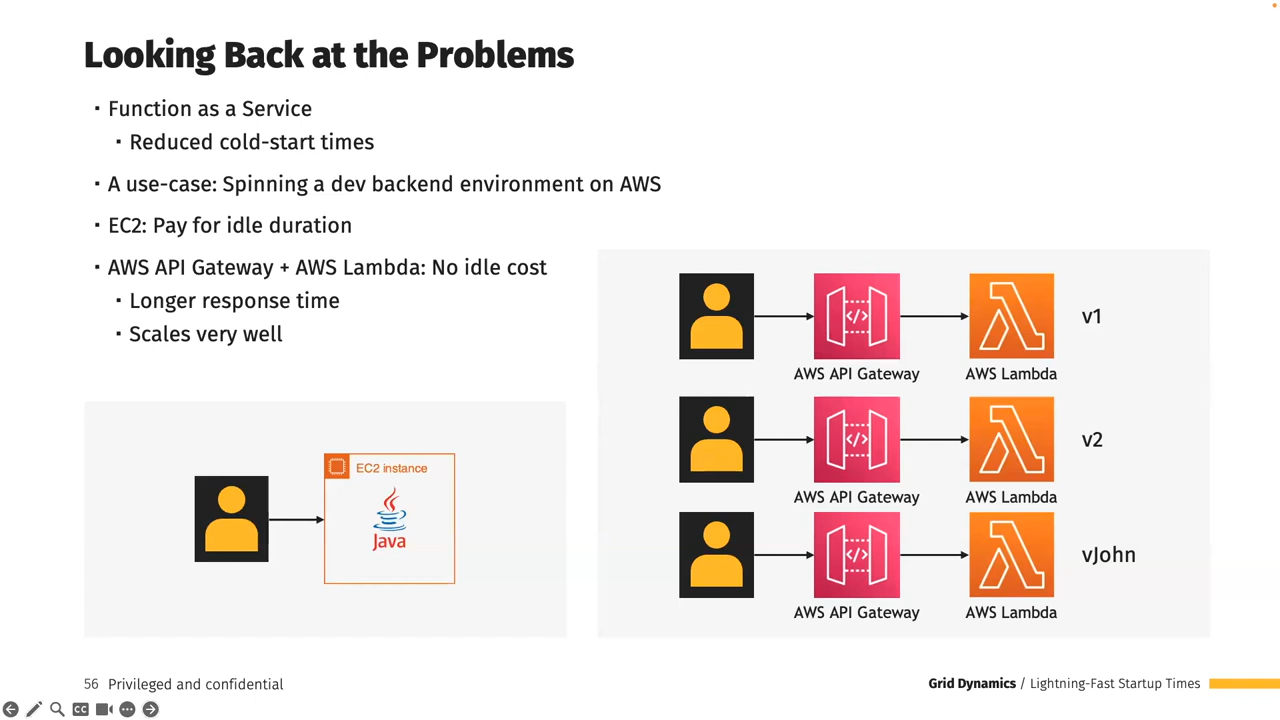 Looking Back at the Problems
▪ Function as a Service
▪ Reduced cold-start times
▪ A use-case: Spinning a dev backend environment on AWS
▪ EC2: Pay for idle duration
▪ AWS API Gateway + AWS Lambda: No idle cost
▪ Longer response time
▪ Scales very well
EC2 instance
Java
</> v1
AWS API Gateway AWS Lambda
</> v2
AWS API Gateway AWS Lambda
</> vJohn
AWS API Gateway AWS Lambda
56 Privileged and confidential
Grid Dynamics / Lightning-Fast Startup Times
CC